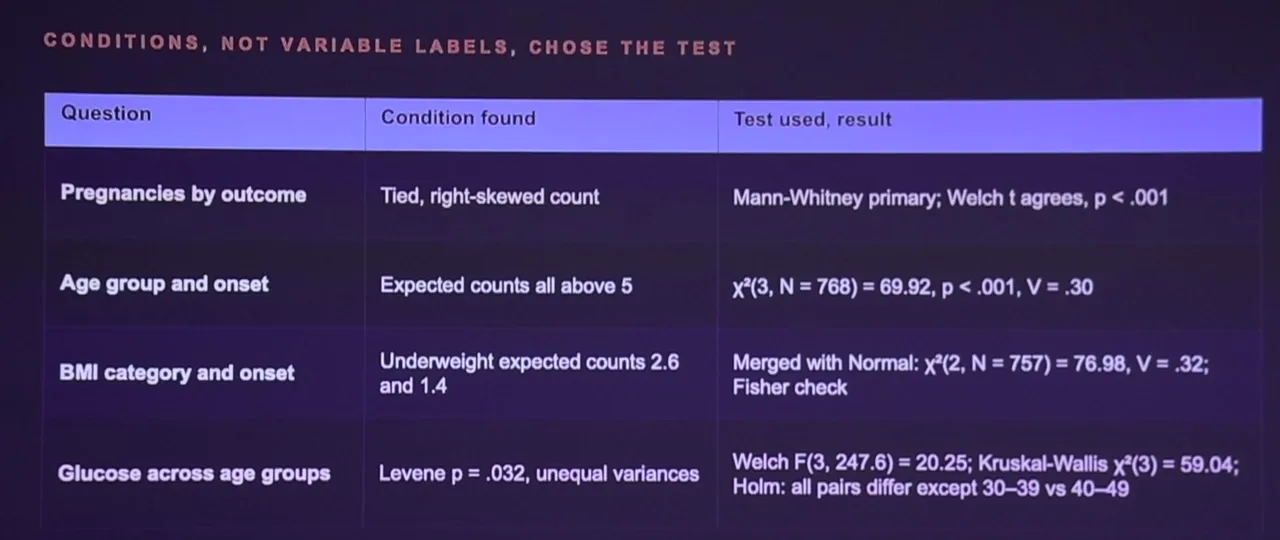 CONDITIONS, NOT VARIABLE LABELS, CHOSE THE TEST
Question
Condition found
Test used, result
Pregnancies by outcome
Tied, right-skewed count
Mann-Whitney primary; Welch t agrees, p < .001
Age group and onset
Expected counts all above 5
χ²(3, N = 768) = 69.92, p < .001, V = .30
BMI category and onset
Underweight expected counts 2.6
and 1.4
Merged with Normal: χ²(2, N = 757) = 76.98, V = .32;
Fisher check
Glucose across age groups
Levene p = .032, unequal variances
Welch F(3, 247.6) = 20.25; Kruskal-Wallis χ²(3) = 59.04;
Holm: all pairs differ except 30–39 vs 40–49